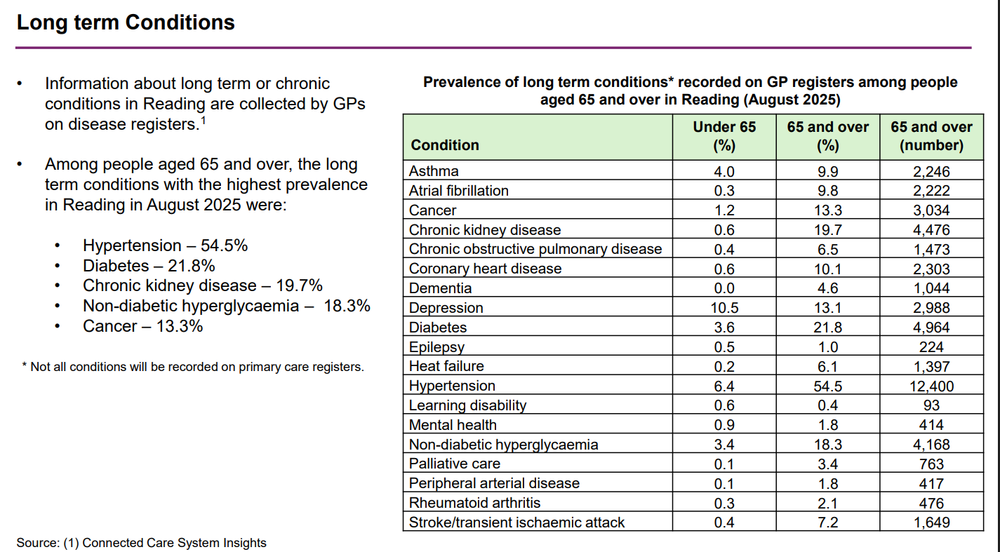 Long term Conditions
• Information about long term or chronic
conditions in Reading are collected by GPs
on disease registers.1
• Among people aged 65 and over, the long
term conditions with the highest prevalence
in Reading in August 2025 were:
• Hypertension – 54.5%
• Diabetes – 21.8%
• Chronic kidney disease – 19.7%
• Non-diabetic hyperglycaemia – 18.3%
• Cancer – 13.3%
* Not all conditions will be recorded on primary care registers.
Prevalence of long term conditions* recorded on GP registers among people
aged 65 and over in Reading (August 2025)
Condition Under 65 (%) 65 and over (%) 65 and over (number)
Asthma 4.0 9.9 2,246
Atrial fibrillation 0.3 9.8 2,222
Cancer 1.2 13.3 3,034
Chronic kidney disease 0.6 19.7 4,476
Chronic obstructive pulmonary disease 0.4 6.5 1,473
Coronary heart disease 0.6 10.1 2,303
Dementia 0.0 4.6 1,044
Depression 10.5 13.1 2,988
Diabetes 3.6 21.8 4,964
Epilepsy 0.5 1.0 224
Heat failure 0.2 6.1 1,397
Hypertension 6.4 54.5 12,400
Learning disability 0.6 0.4 93
Mental health 0.9 1.8 414
Non-diabetic hyperglycaemia 3.4 18.3 4,168
Palliative care 0.1 3.4 763
Peripheral arterial disease 0.1 1.8 417
Rheumatoid arthritis 0.3 2.1 476
Stroke/transient ischaemic attack 0.4 7.2 1,649
Source: (1) Connected Care System Insights